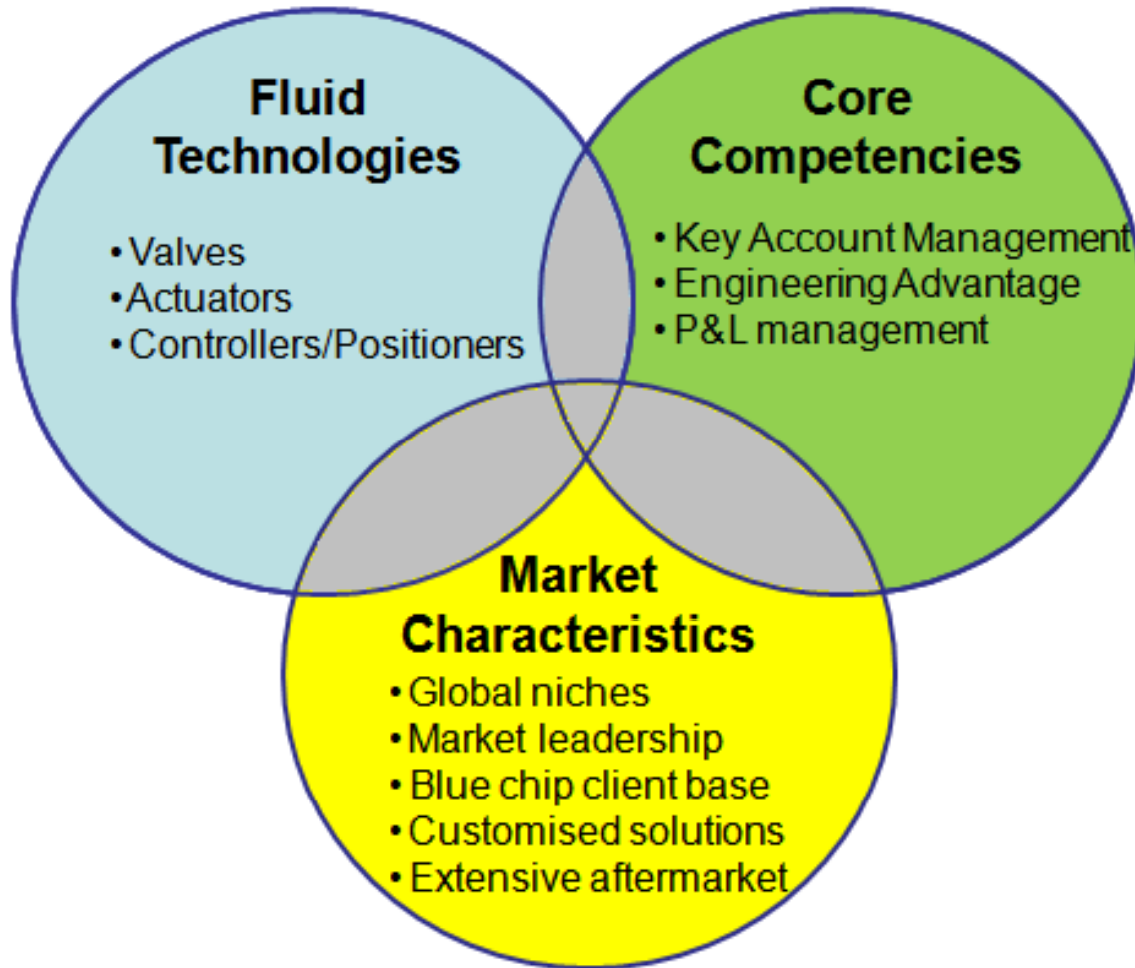 Fluid
Technologies
• Valves
• Actuators
• Controllers/Positioners
Core
Competencies
• Key Account Management
• Engineering Advantage
• P&L management
Market
Characteristics
• Global niches
• Market leadership
• Blue chip client base
• Customised solutions
• Extensive aftermarket